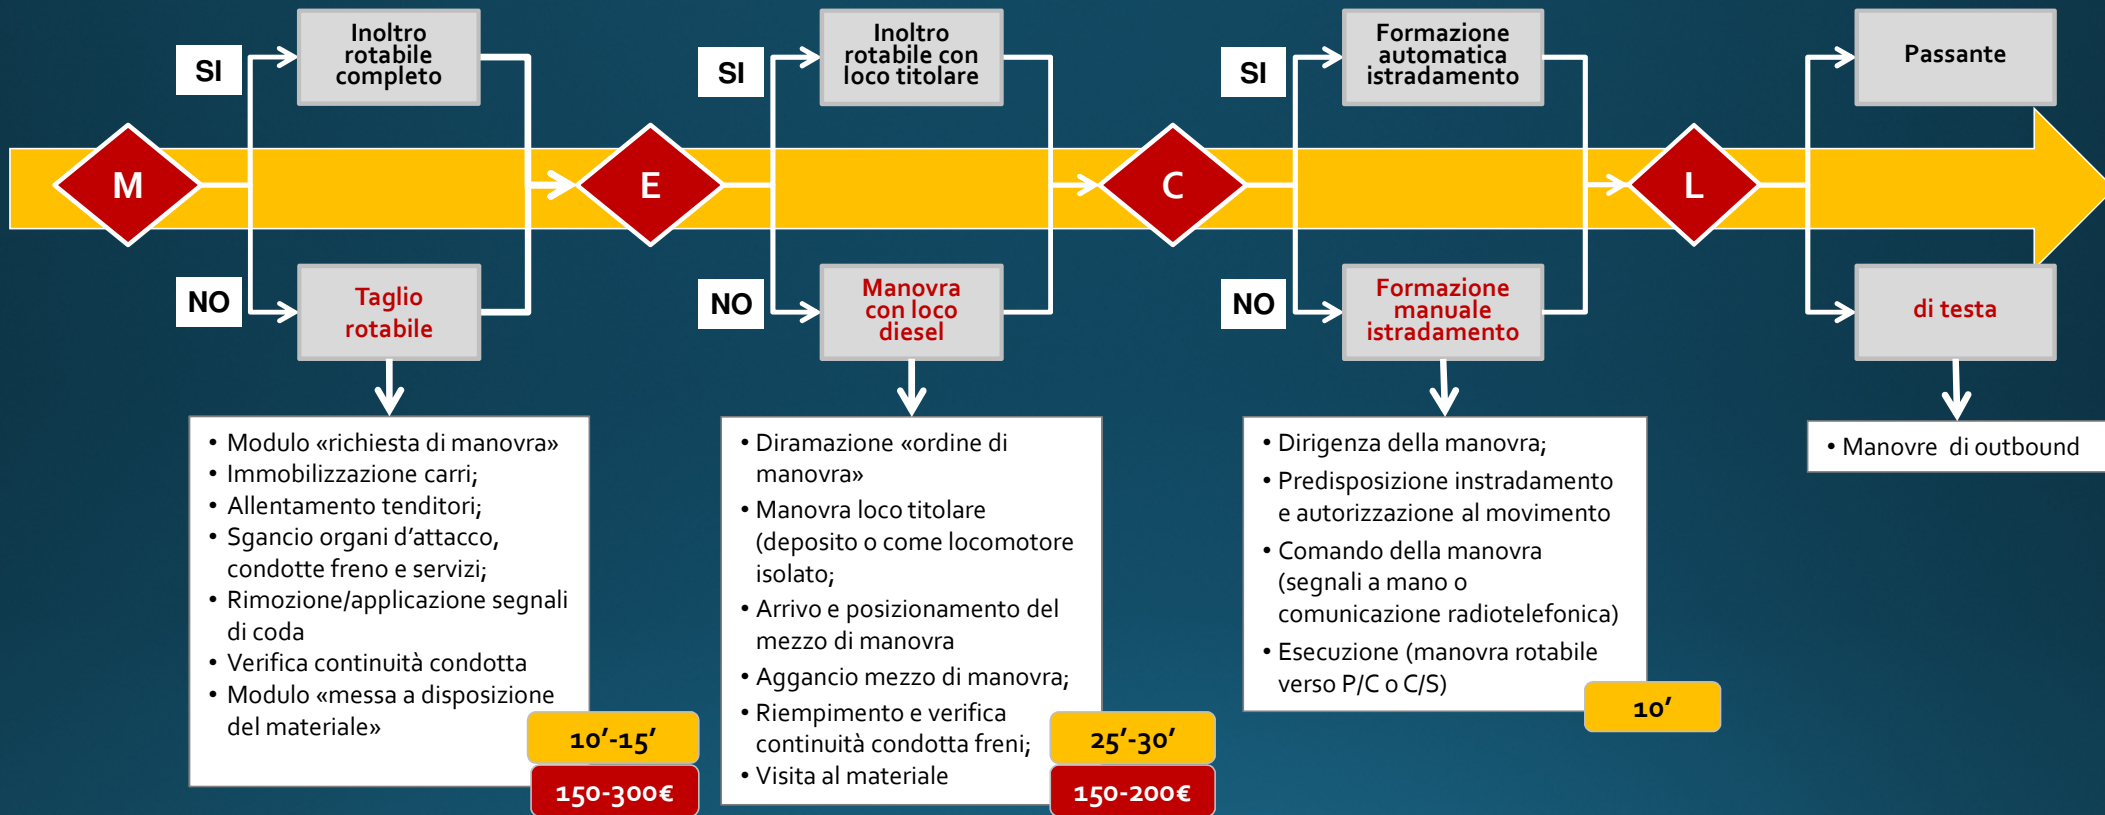 SI
Inoltro
rotabile
completo
M
NO
Taglio
rotabile
• Modulo «richiesta di manovra»
• Immobilizzazione carri;
• Allentamento tenditori;
• Sgancio organi d'attacco,
condotte freno e servizi;
• Rimozione/applicazione segnali
di coda
• Verifica continuità condotta
• Modulo «messa a disposizione
del materiale»
10'-15'
150-300€
SI
Inoltro
rotabile con
loco titolare
E
NO
Manovra
con loco
diesel
• Diramazione «ordine di
manovra»
• Manovra loco titolare
(deposito o come locomotore
isolato;
• Arrivo e posizionamento del
mezzo di manovra
• Aggancio mezzo di manovra;
• Riempimento e verifica
continuità condotta freni;
• Visita al materiale
25'-30'
150-200€
SI
Formazione
automatica
istradamento
C
NO
Formazione
manuale
istradamento
• Dirigenza della manovra;
• Predisposizione instradamento
e autorizzazione al movimento
• Comando della manovra
(segnali a mano o
comunicazione radiotelefonica)
• Esecuzione (manovra rotabile
verso P/C o C/S)
10'
Passante
L
di testa
• Manovre di outbound